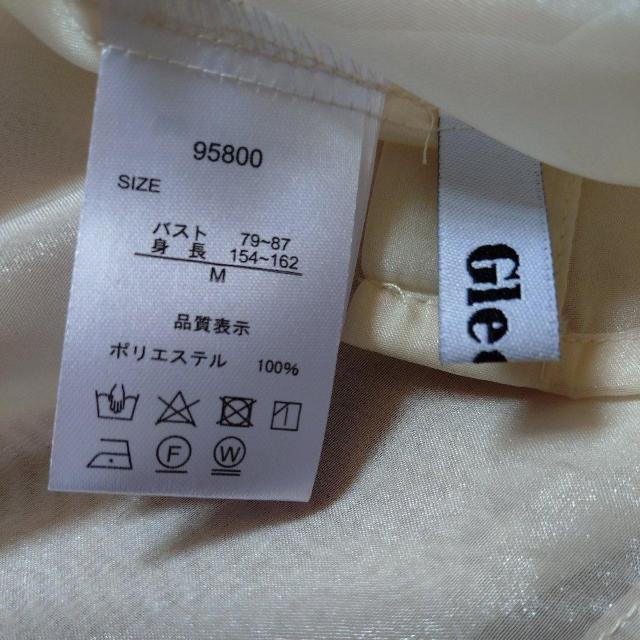 95800
SIZE
バスト 79~87
身 長 154~162
M
品質表示
ポリエステル 100%
F
W